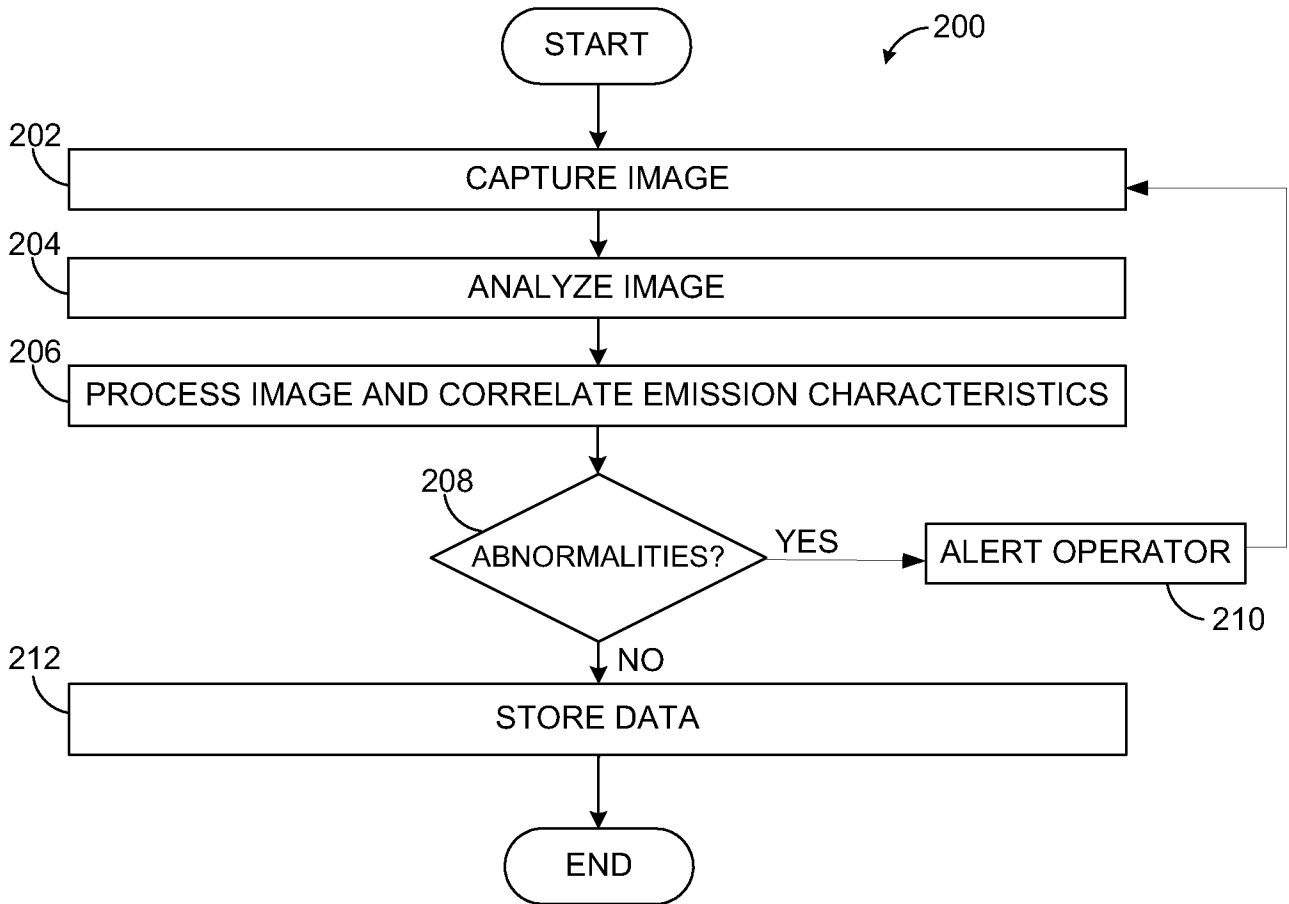 START
200
202
CAPTURE IMAGE
204
ANALYZE IMAGE
206
PROCESS IMAGE AND CORRELATE EMISSION CHARACTERISTICS
208
ABNORMALITIES?
YES
ALERT OPERATOR
210
NO
212
STORE DATA
END